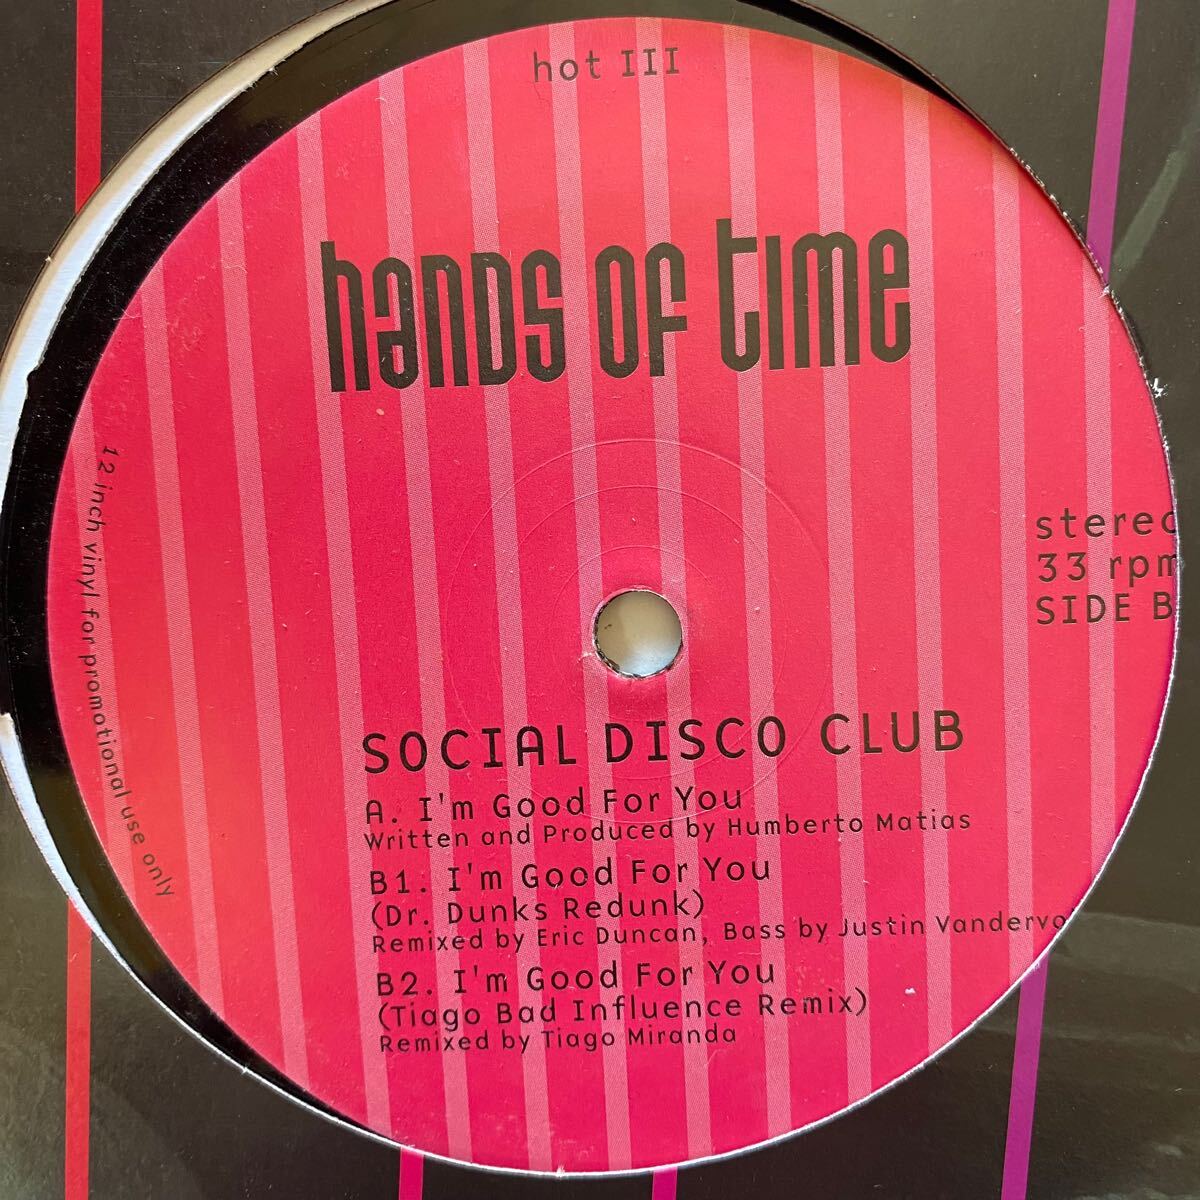 hot III
hands of time
12 inch vinyl for promotional use only
stereo
33 rpm
SIDE B
SOCIAL DISCO CLUB
A. I'm Good For You
Written and Produced by Humberto Matias
B1. I'm Good For You
(Dr. Dunks Redunk)
Remixed by Eric Duncan, Bass by Justin Vandervo
B2. I'm Good For You
(Tiago Bad Influence Remix)
Remixed by Tiago Miranda